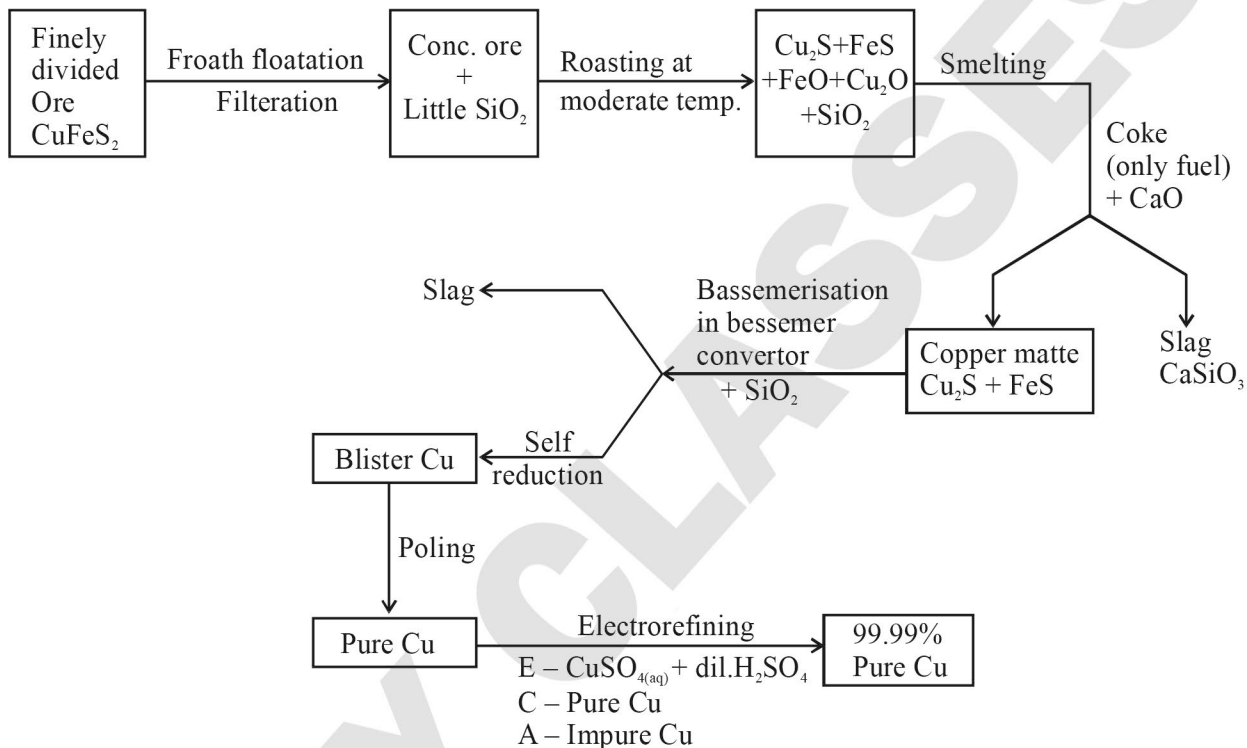 Finely
divided
Ore
CuFeS₂
Froath floatation
Filteration
Conc. ore
+
Little SiO₂
Roasting at
moderate temp.
Cu₂S+FeS
+FeO+Cu₂O
+SiO₂
Smelting
Coke
(only fuel)
+ CaO
Slag
CaSiO₃
Copper matte
Cu₂S + FeS
Bassemerisation
in bessemer
convertor
+ SiO₂
Slag
Self
reduction
Blister Cu
Poling
Pure Cu
Electrorefining
E – CuSO₄₍aq₎ + dil.H₂SO₄
C – Pure Cu
A – Impure Cu
99.99%
Pure Cu
CLASSES